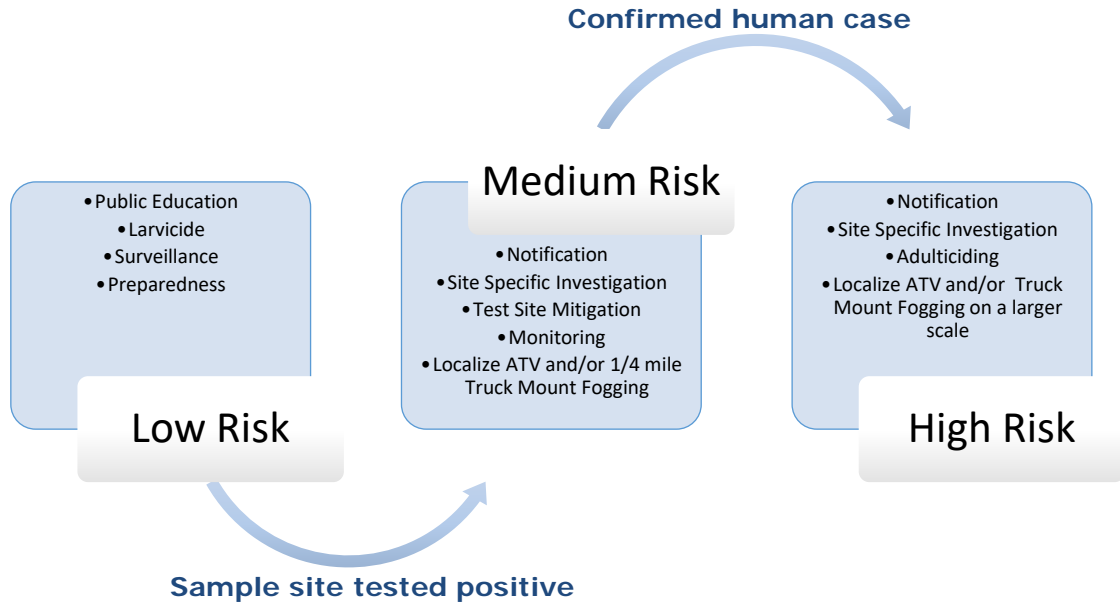 Confirmed human case
•Public Education
•Larvicide
•Surveillance
•Preparedness
Low Risk
Medium Risk
•Notification
•Site Specific Investigation
•Test Site Mitigation
•Monitoring
•Localize ATV and/or 1/4 mile
Truck Mount Fogging
•Notification
•Site Specific Investigation
•Adulticiding
•Localize ATV and/or Truck
Mount Fogging on a larger
scale
High Risk
Sample site tested positive